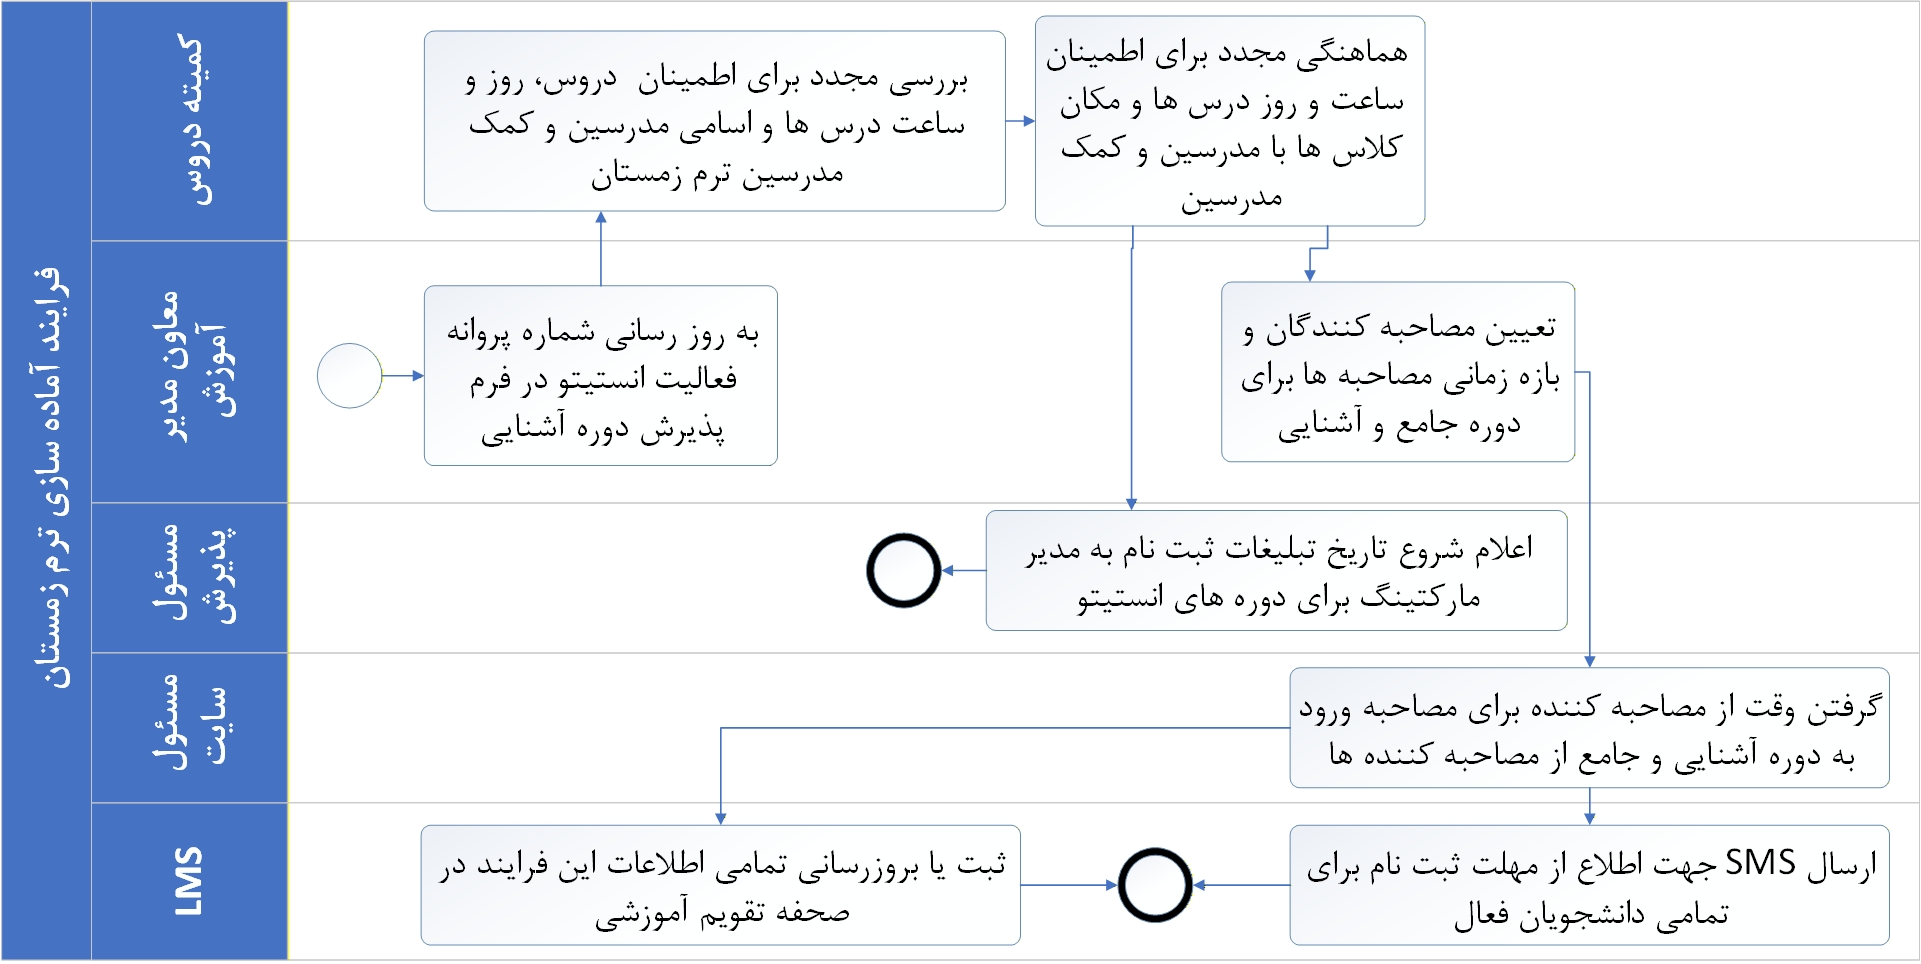 فرایند آماده سازی ترم زمستان
کمیته دروس
بررسی مجدد برای اطمینان دروس، روز و
ساعت درس ها و اسامی مدرسین و کمک
مدرسین ترم زمستان
هماهنگی مجدد برای اطمینان
ساعت و روز درس ها و مکان
کلاس ها با مدرسین و کمک
مدرسین
معاون مدیر
آموزش
به روز رسانی شماره پروانه
فعالیت انستیتو در فرم
پذیرش دوره آشنایی
تعیین مصاحبه کنندگان و
بازه زمانی مصاحبه ها برای
دوره جامع و آشنایی
مسئول
پذیرش
اعلام شروع تاریخ تبلیغات ثبت نام به مدیر
مارکتینگ برای دوره های انستیتو
مسئول
سایت
گرفتن وقت از مصاحبه کننده برای مصاحبه ورود
به دوره آشنایی و جامع از مصاحبه کننده ها
LMS
ثبت یا بروزرسانی تمامی اطلاعات این فرایند در
صحفه تقویم آموزشی
ارسال SMS جهت اطلاع از مهلت ثبت نام برای
تمامی دانشجویان فعال